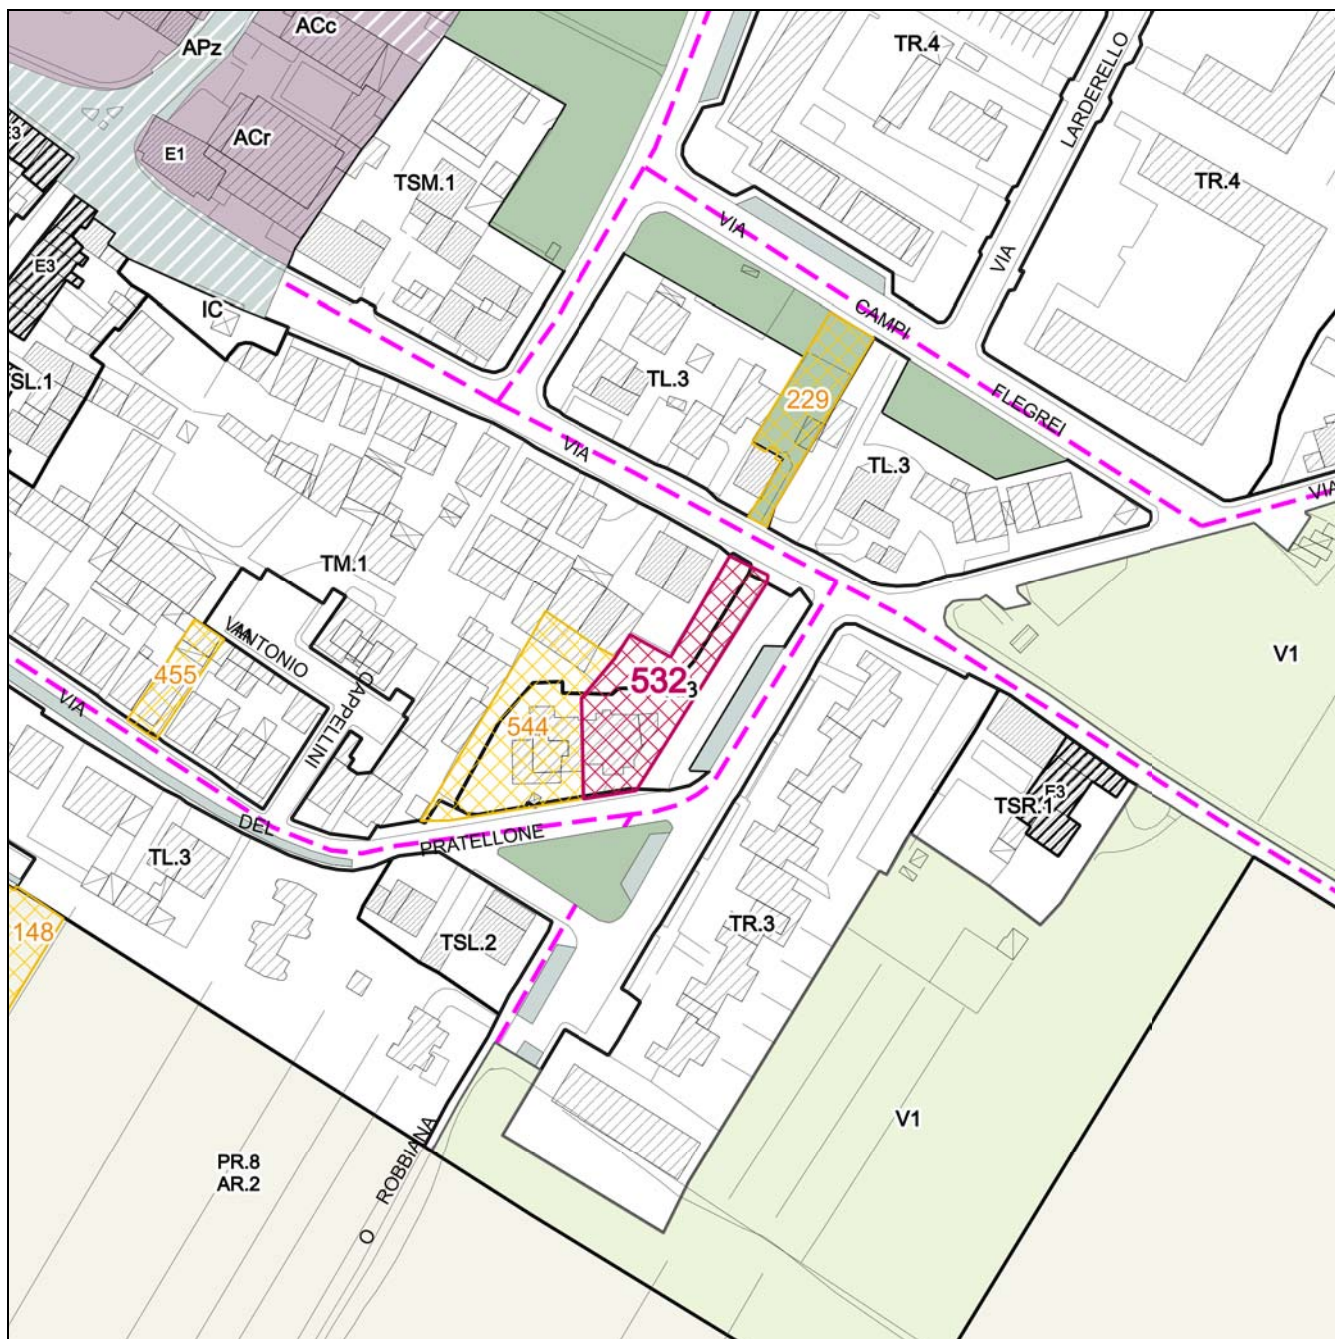 ACc
APz
TR.4
LARDERELLO
ACr
E1
TSM.1
TR.4
VIA
VIA
E3
IC
CAMPI
SL.1
TL.3
229
FLEGREI
VIA
TL.3
VIA
TM.1
VIA
ANTONIO
CAPPELLINI
455
532
544
V1
VIA
DEL
PRATELLONE
TSR.1
TL.3
TSL.2
TR.3
148
V1
PR.8
AR.2
ROBBIANA
O